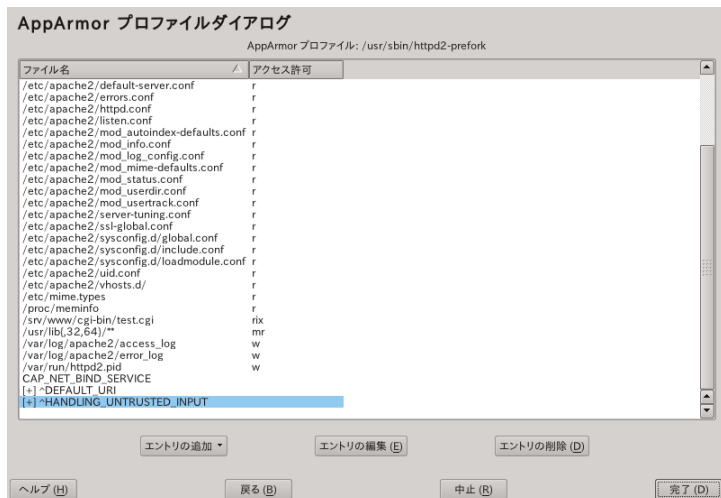 AppArmor プロファイルダイアログ
AppArmor プロファイル: /usr/sbin/httpd2-prefork
ファイル名 アクセス許可
/etc/apache2/default-server.conf r
/etc/apache2/errors.conf r
/etc/apache2/httpd.conf r
/etc/apache2/listen.conf r
/etc/apache2/mod_autoindex-defaults.conf r
/etc/apache2/mod_info.conf r
/etc/apache2/mod_log_config.conf r
/etc/apache2/mod_mime-defaults.conf r
/etc/apache2/mod_status.conf r
/etc/apache2/mod_userdir.conf r
/etc/apache2/mod_usertrack.conf r
/etc/apache2/server-tuning.conf r
/etc/apache2/ssl-global.conf r
/etc/apache2/sysconfig.d/global.conf r
/etc/apache2/sysconfig.d/include.conf r
/etc/apache2/sysconfig.d/loadmodule.conf r
/etc/apache2/uid.conf r
/etc/apache2/vhosts.d/ r
/etc/mime.types r
/proc/meminfo r
/srv/www/cgi-bin/test.cgi rix
/usr/lib{,32,64}/** mr
/var/log/apache2/access_log w
/var/log/apache2/error_log w
/var/run/httpd2.pid w
CAP_NET_BIND_SERVICE
[+] ^DEFAULT_URI
[+] ^HANDLING_UNTRUSTED_INPUT
エントリの追加 エントリの編集 (E) エントリの削除 (D)
ヘルプ (H) 戻る (B) 中止 (R) 完了 (D)